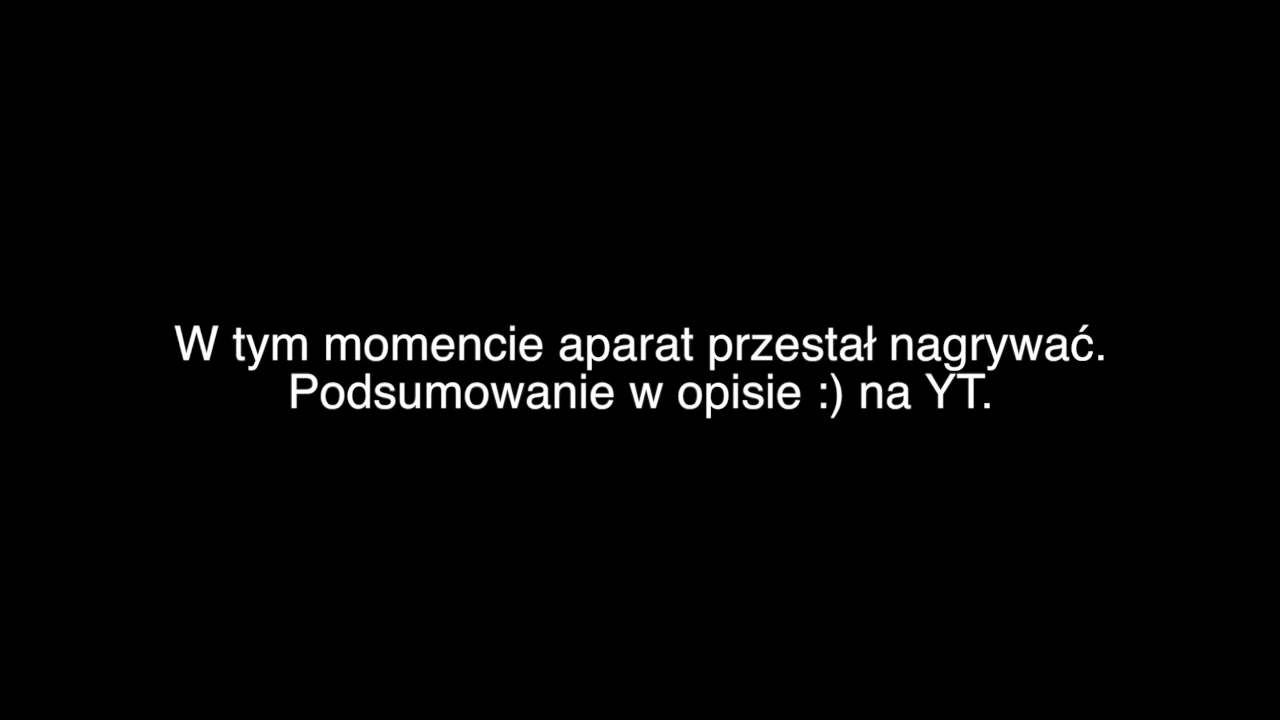 W tym momencie aparat przestał nagrywać.
Podsumowanie w opisie :) na YT.